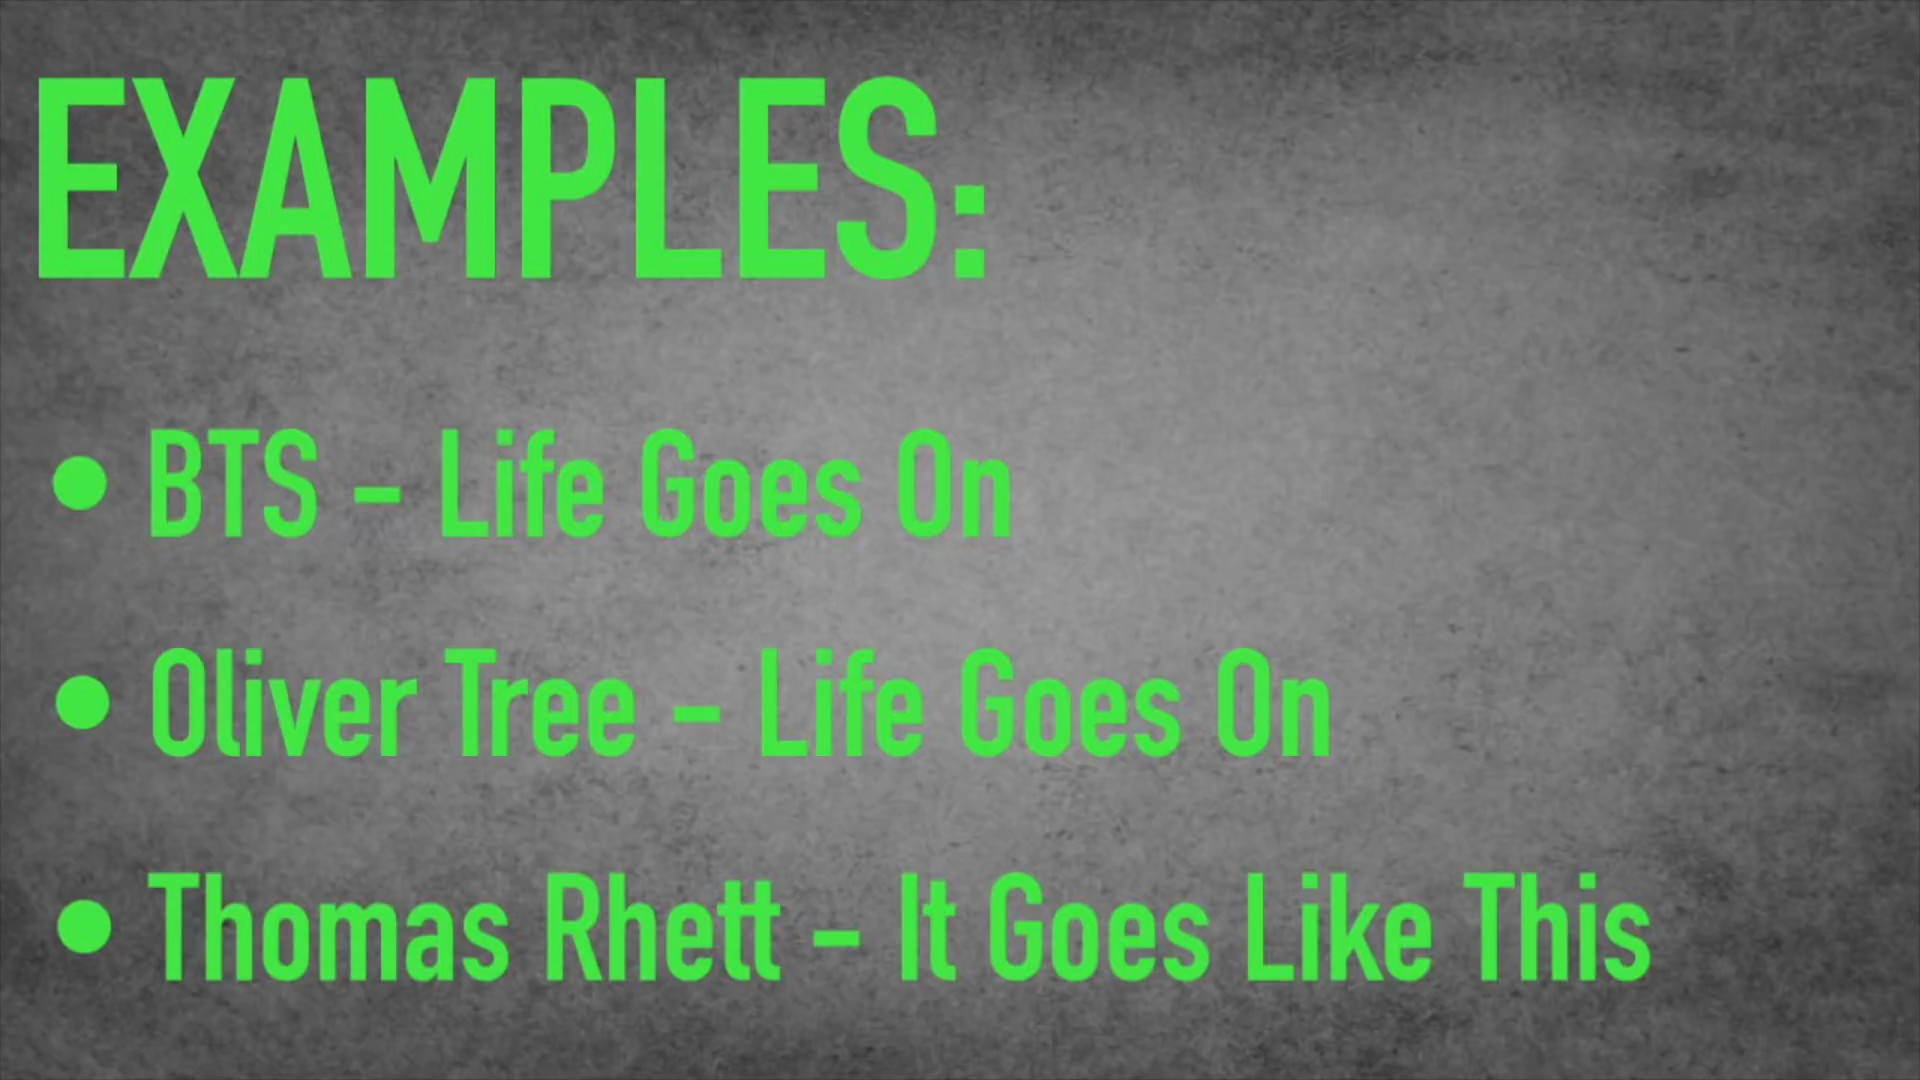 EXAMPLES:
• BTS – Life Goes On
• Oliver Tree – Life Goes On
• Thomas Rhett – It Goes Like This